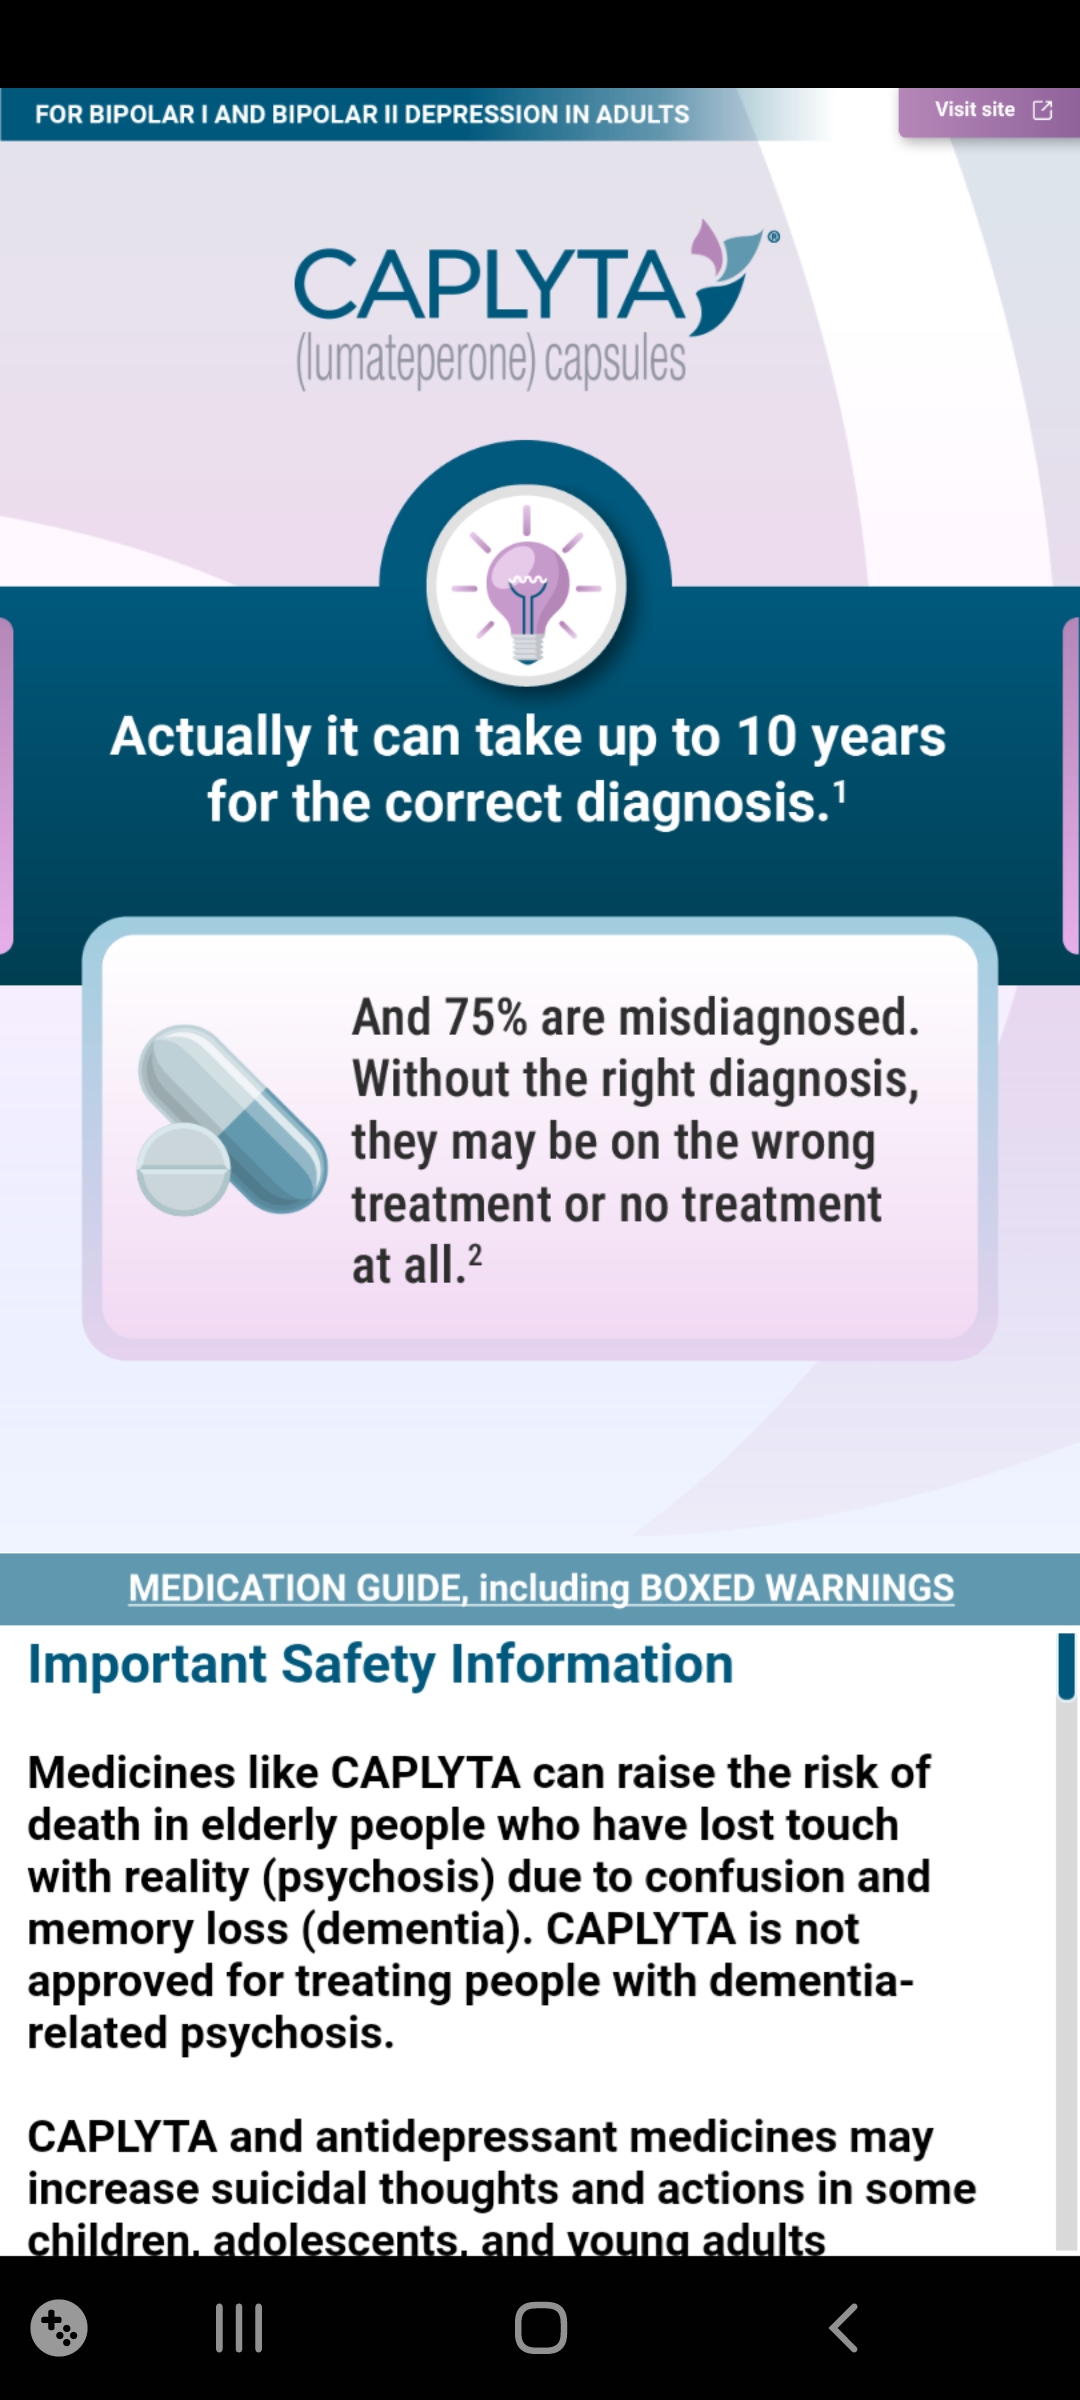 FOR BIPOLAR I AND BIPOLAR II DEPRESSION IN ADULTS
Visit site
CAPLYTA®
(lumateperone) capsules
Actually it can take up to 10 years
for the correct diagnosis.1
And 75% are misdiagnosed.
Without the right diagnosis,
they may be on the wrong
treatment or no treatment
at all.2
MEDICATION GUIDE, including BOXED WARNINGS
Important Safety Information
Medicines like CAPLYTA can raise the risk of
death in elderly people who have lost touch
with reality (psychosis) due to confusion and
memory loss (dementia). CAPLYTA is not
approved for treating people with dementia-
related psychosis.
CAPLYTA and antidepressant medicines may
increase suicidal thoughts and actions in some
children, adolescents, and young adults